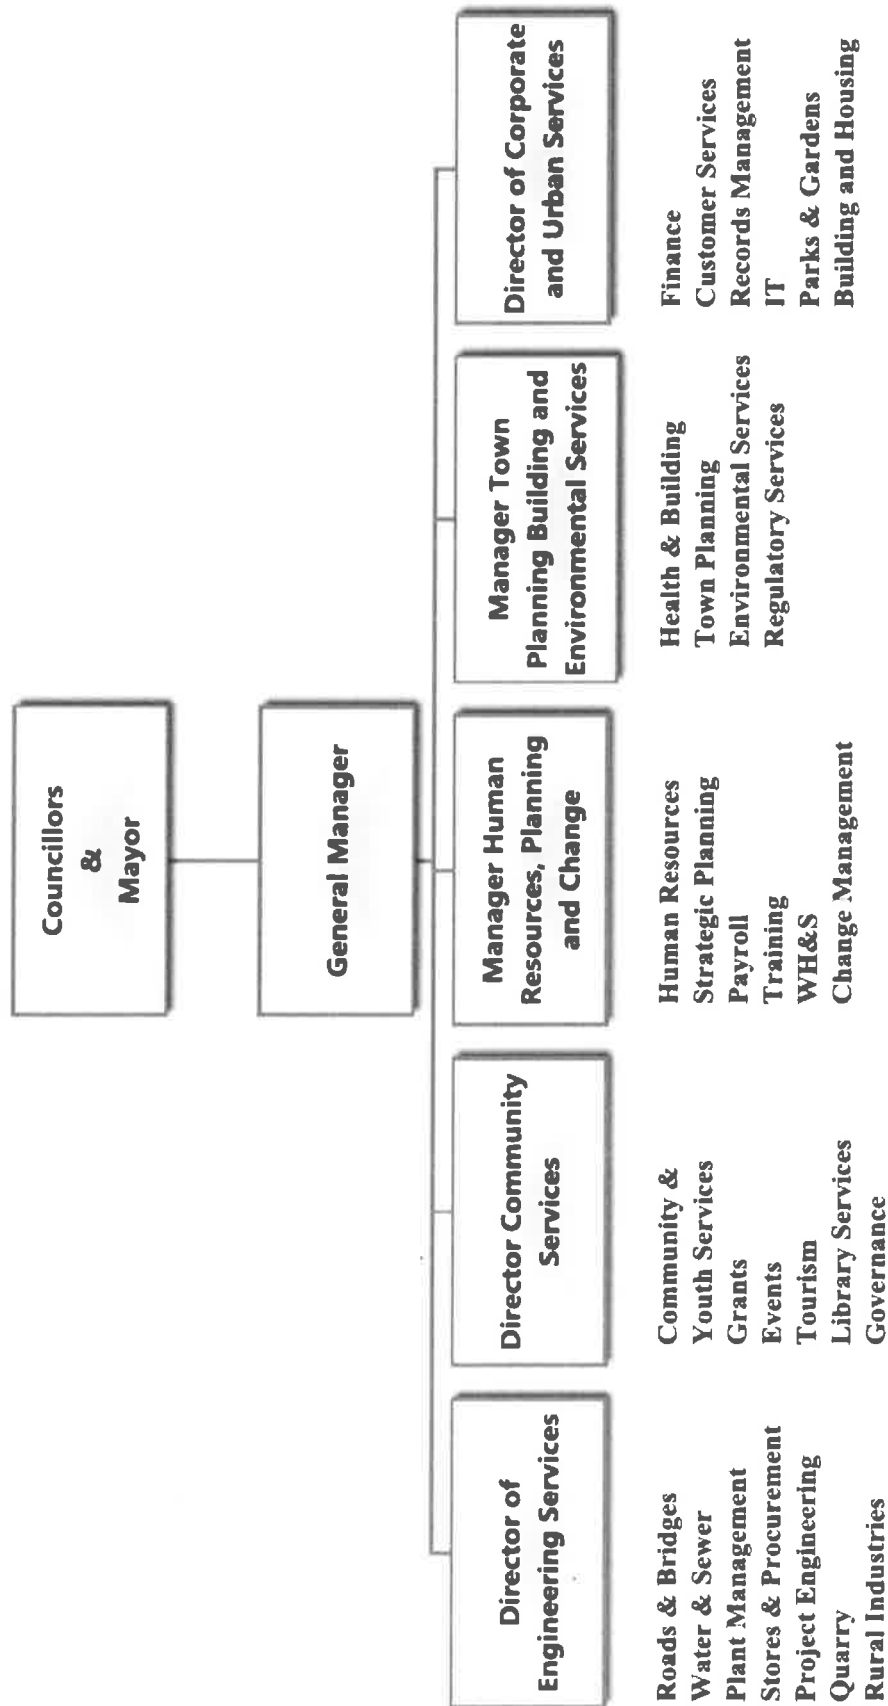 Councillors
&
Mayor
General Manager
Director of
Engineering Services
Director Community
Services
Manager Human
Resources, Planning
and Change
Manager Town
Planning Building and
Environmental Services
Director of Corporate
and Urban Services
Roads & Bridges
Water & Sewer
Plant Management
Stores & Procurement
Project Engineering
Quarry
Rural Industries
Community &
Youth Services
Grants
Events
Tourism
Library Services
Governance
Human Resources
Strategic Planning
Payroll
Training
WH&S
Change Management
Health & Building
Town Planning
Environmental Services
Regulatory Services
Finance
Customer Services
Records Management
IT
Parks & Gardens
Building and Housing